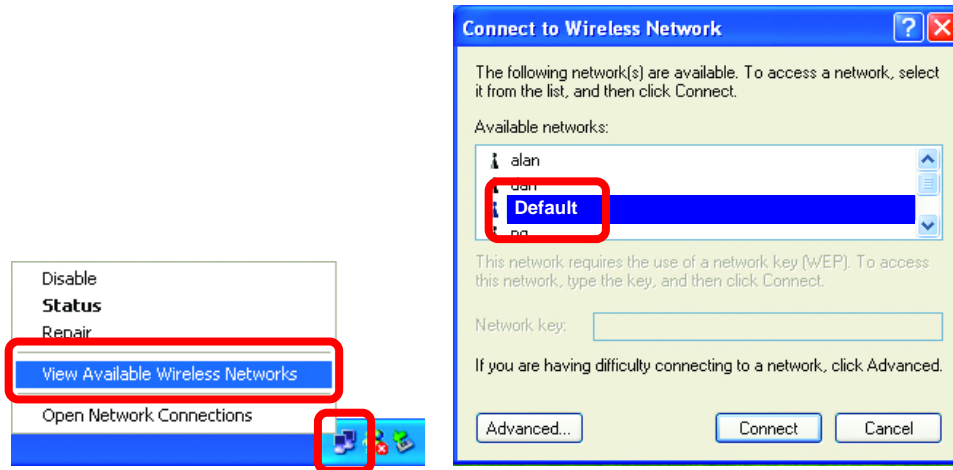 Disable
Status
Repair
View Available Wireless Networks
Open Network Connections
Connect to Wireless Network
The following network(s) are available. To access a network, select
it from the list, and then click Connect.
Available networks:
alan
dan
Default
This network requires the use of a network key (WEP). To access
this network, type the key, and then click Connect.
Network key:
If you are having difficulty connecting to a network, click Advanced.
Advanced...
Connect
Cancel